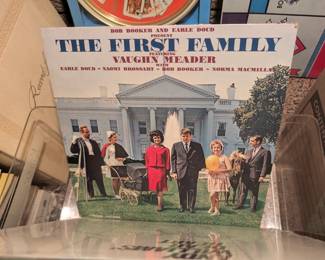 BOB BOOKER AND EARLE DOUD
PRESENT
THE FIRST FAMILY
FEATURING
VAUGHN MEADER
WITH
EARLE DOUD • NAOMI BROSSART • BOB BOOKER • NORMA MACMILLAN